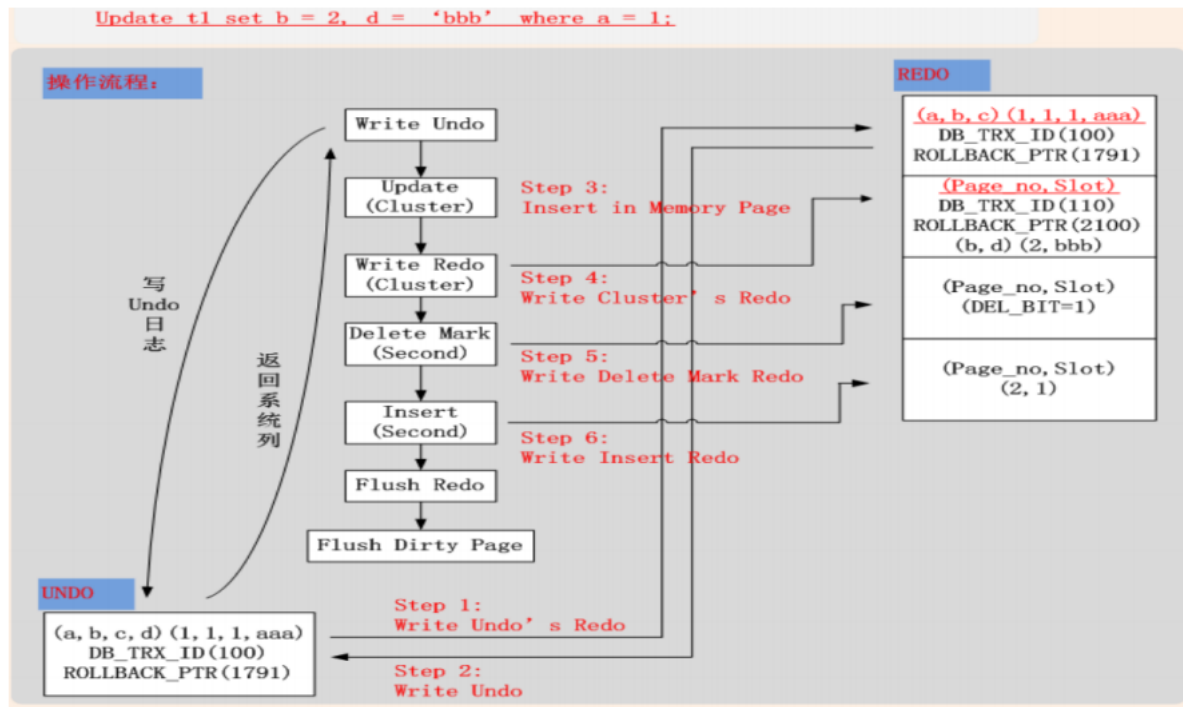 Update t1 set b = 2, d = ‘bbb’ where a = 1;
操作流程：
REDO
Write Undo
(a,b,c)(1,1,1,aaa)
DB_TRX_ID(100)
ROLLBACK_PTR(1791)
Update
(Cluster)
Step 3:
Insert in Memory Page
(Page_no,Slot)
DB_TRX_ID(110)
ROLLBACK_PTR(2100)
(b,d)(2,bbb)
Write Redo
(Cluster)
Step 4:
Write Cluster’s Redo
(Page_no,Slot)
(DEL_BIT=1)
写
Undo
日
志
Delete Mark
(Second)
Step 5:
Write Delete Mark Redo
返
回
系
统
列
(Page_no,Slot)
(2,1)
Insert
(Second)
Step 6:
Write Insert Redo
Flush Redo
Flush Dirty Page
UNDO
(a,b,c,d)(1,1,1,aaa)
DB_TRX_ID(100)
ROLLBACK_PTR(1791)
Step 1:
Write Undo’s Redo
Step 2:
Write Undo